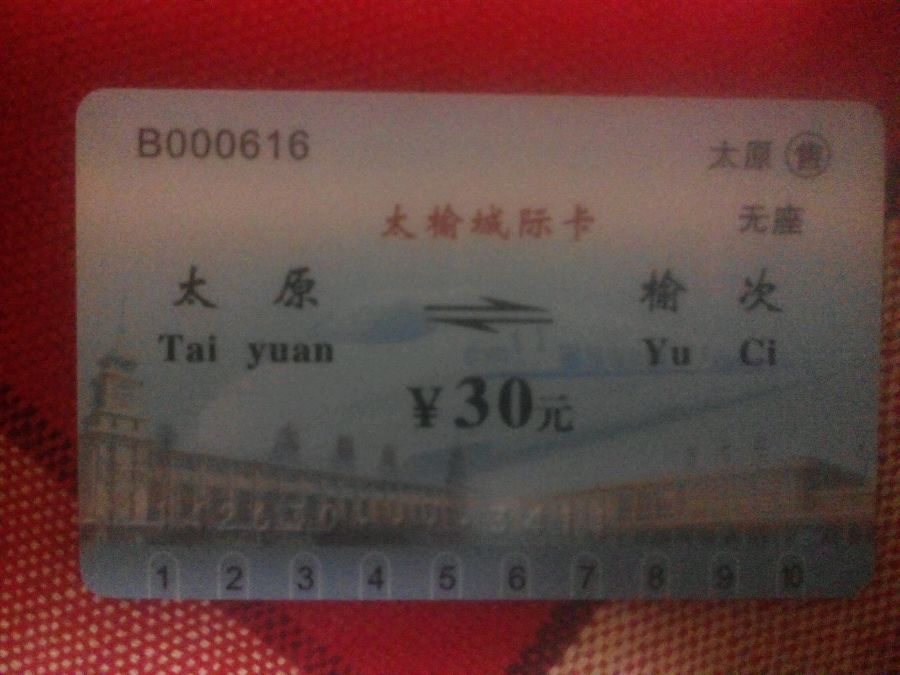 B000616
太原 售
太榆城际卡
无座
太原 榆次
Tai yuan Yu Ci
¥30元
1 2 3 4 5 6 7 8 9 10